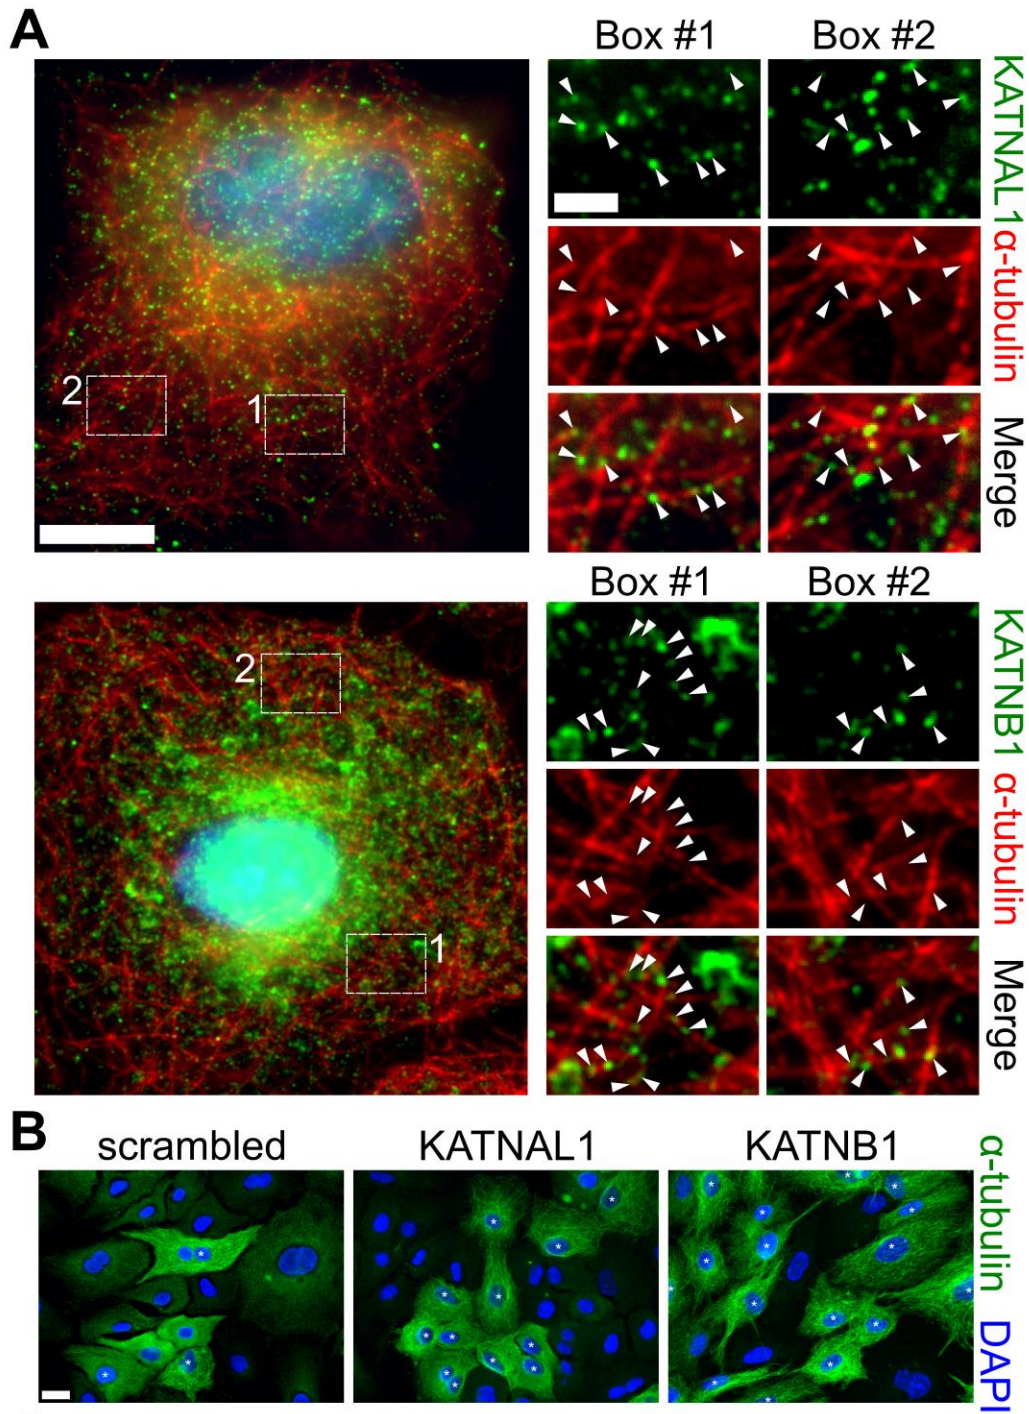 A
Box #1
Box #2
KATNAL1
α-tubulin
Merge
2
1
Box #1
Box #2
KATNB1
α-tubulin
Merge
2
1
B
scrambled
KATNAL1
KATNB1
α-tubulin
DAPI